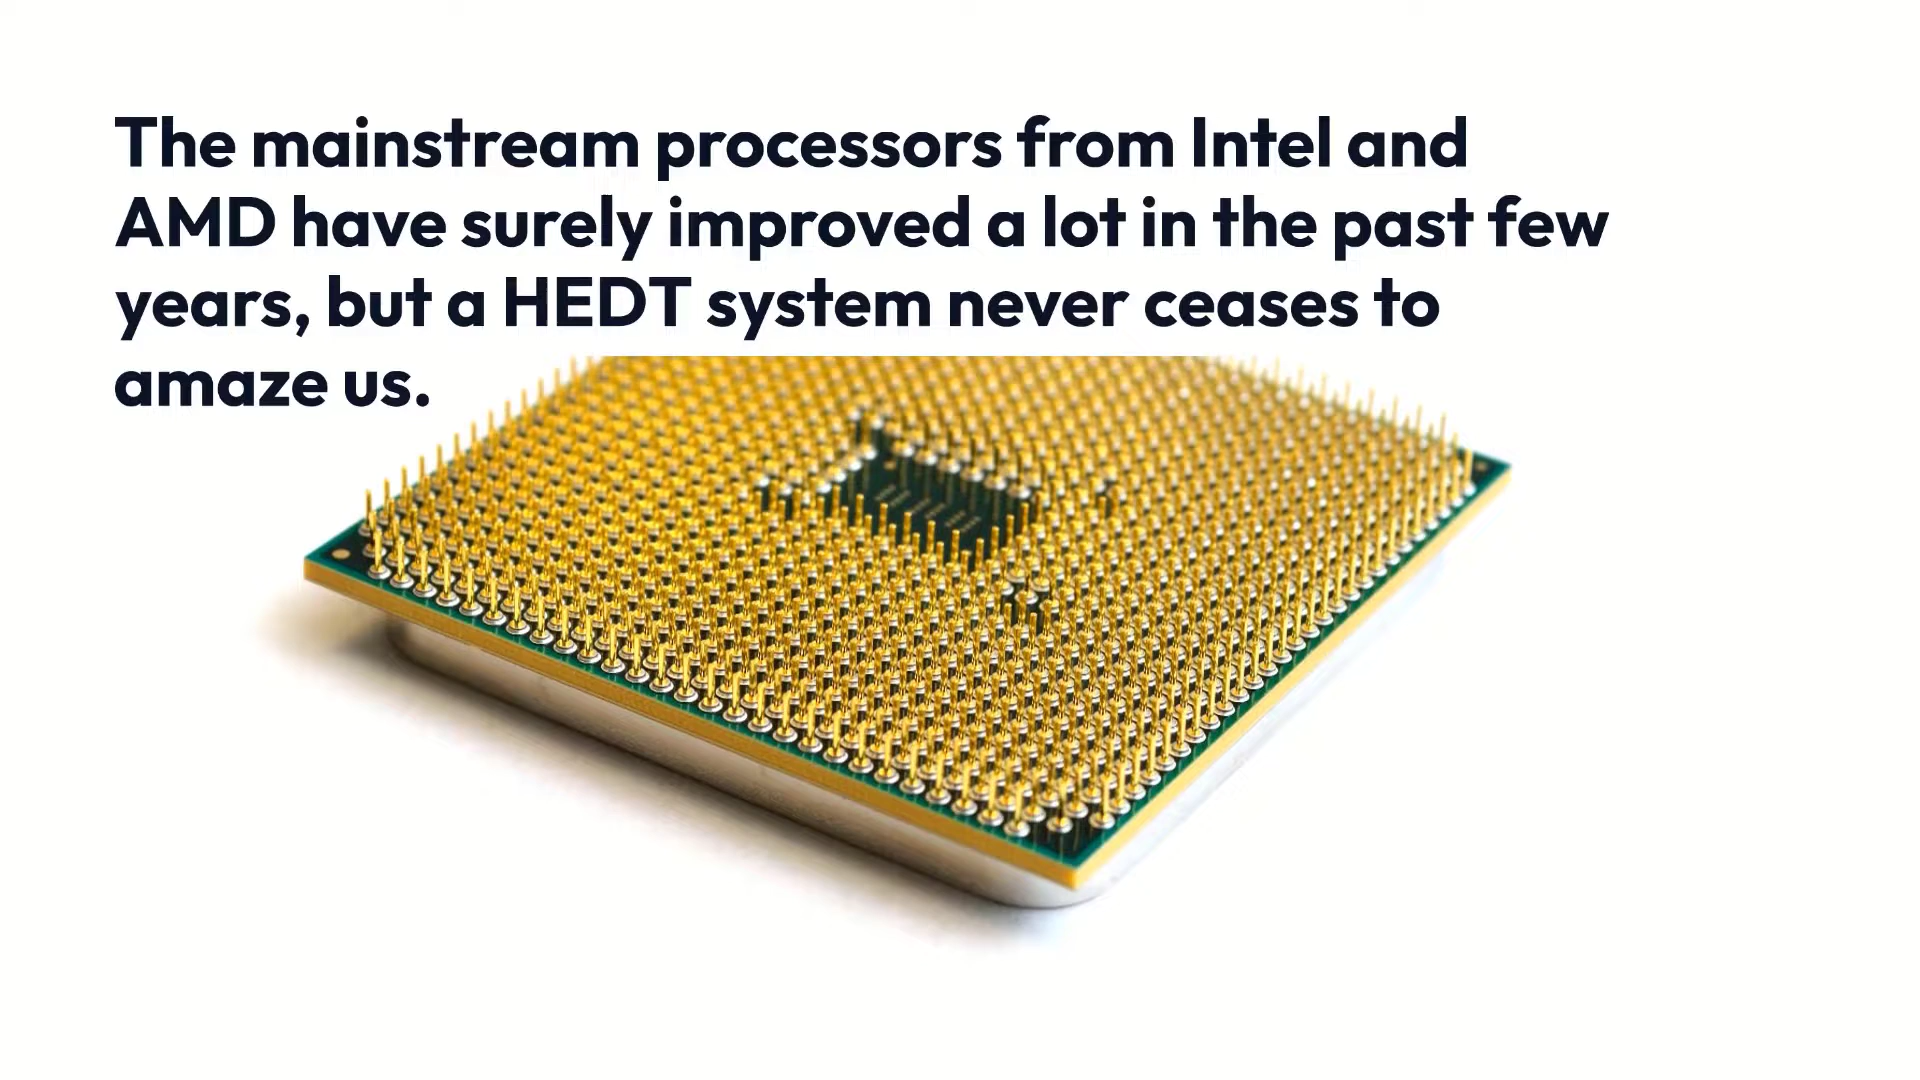 The mainstream processors from Intel and
AMD have surely improved a lot in the past few
years, but a HEDT system never ceases to
amaze us.